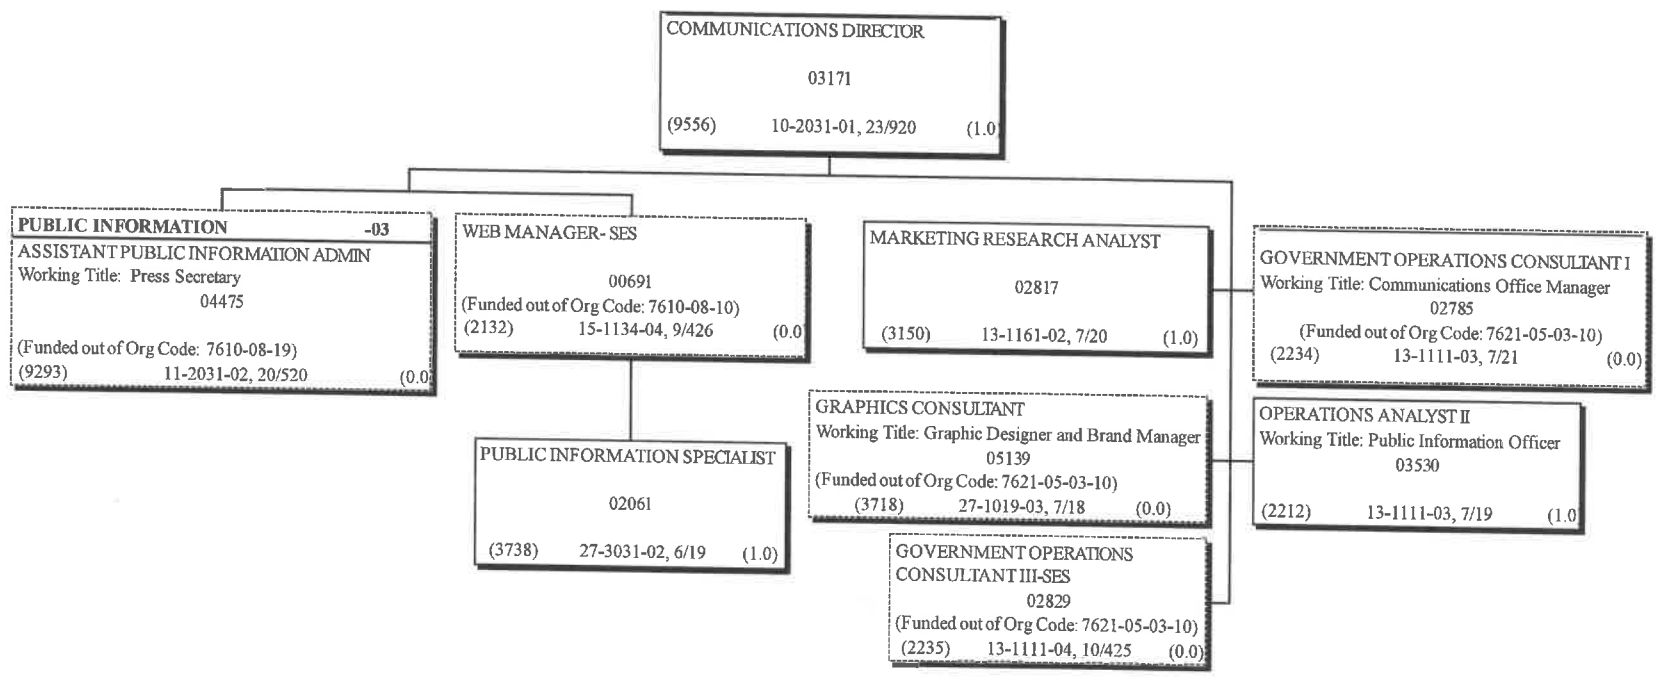 COMMUNICATIONS DIRECTOR
03171
(9556) 10-2031-01, 23/920 (1.0)
PUBLIC INFORMATION -03
ASSISTANT PUBLIC INFORMATION ADMIN
Working Title: Press Secretary
04475
(Funded out of Org Code: 7610-08-19)
(9293) 11-2031-02, 20/520 (0.0
WEB MANAGER- SES
00691
(Funded out of Org Code: 7610-08-10)
(2132) 15-1134-04, 9/426 (0.0
MARKETING RESEARCH ANALYST
02817
(3150) 13-1161-02, 7/20 (1.0)
GOVERNMENT OPERATIONS CONSULTANT I
Working Title: Communications Office Manager
02785
(Funded out of Org Code: 7621-05-03-10)
(2234) 13-1111-03, 7/21 (0.0)
GRAPHICS CONSULTANT
Working Title: Graphic Designer and Brand Manager
05139
(Funded out of Org Code: 7621-05-03-10)
(3718) 27-1019-03, 7/18 (0.0)
OPERATIONS ANALYST II
Working Title: Public Information Officer
03530
(2212) 13-1111-03, 7/19 (1.0
PUBLIC INFORMATION SPECIALIST
02061
(3738) 27-3031-02, 6/19 (1.0)
GOVERNMENT OPERATIONS
CONSULTANT III-SES
02829
(Funded out of Org Code: 7621-05-03-10)
(2235) 13-1111-04, 10/425 (0.0)